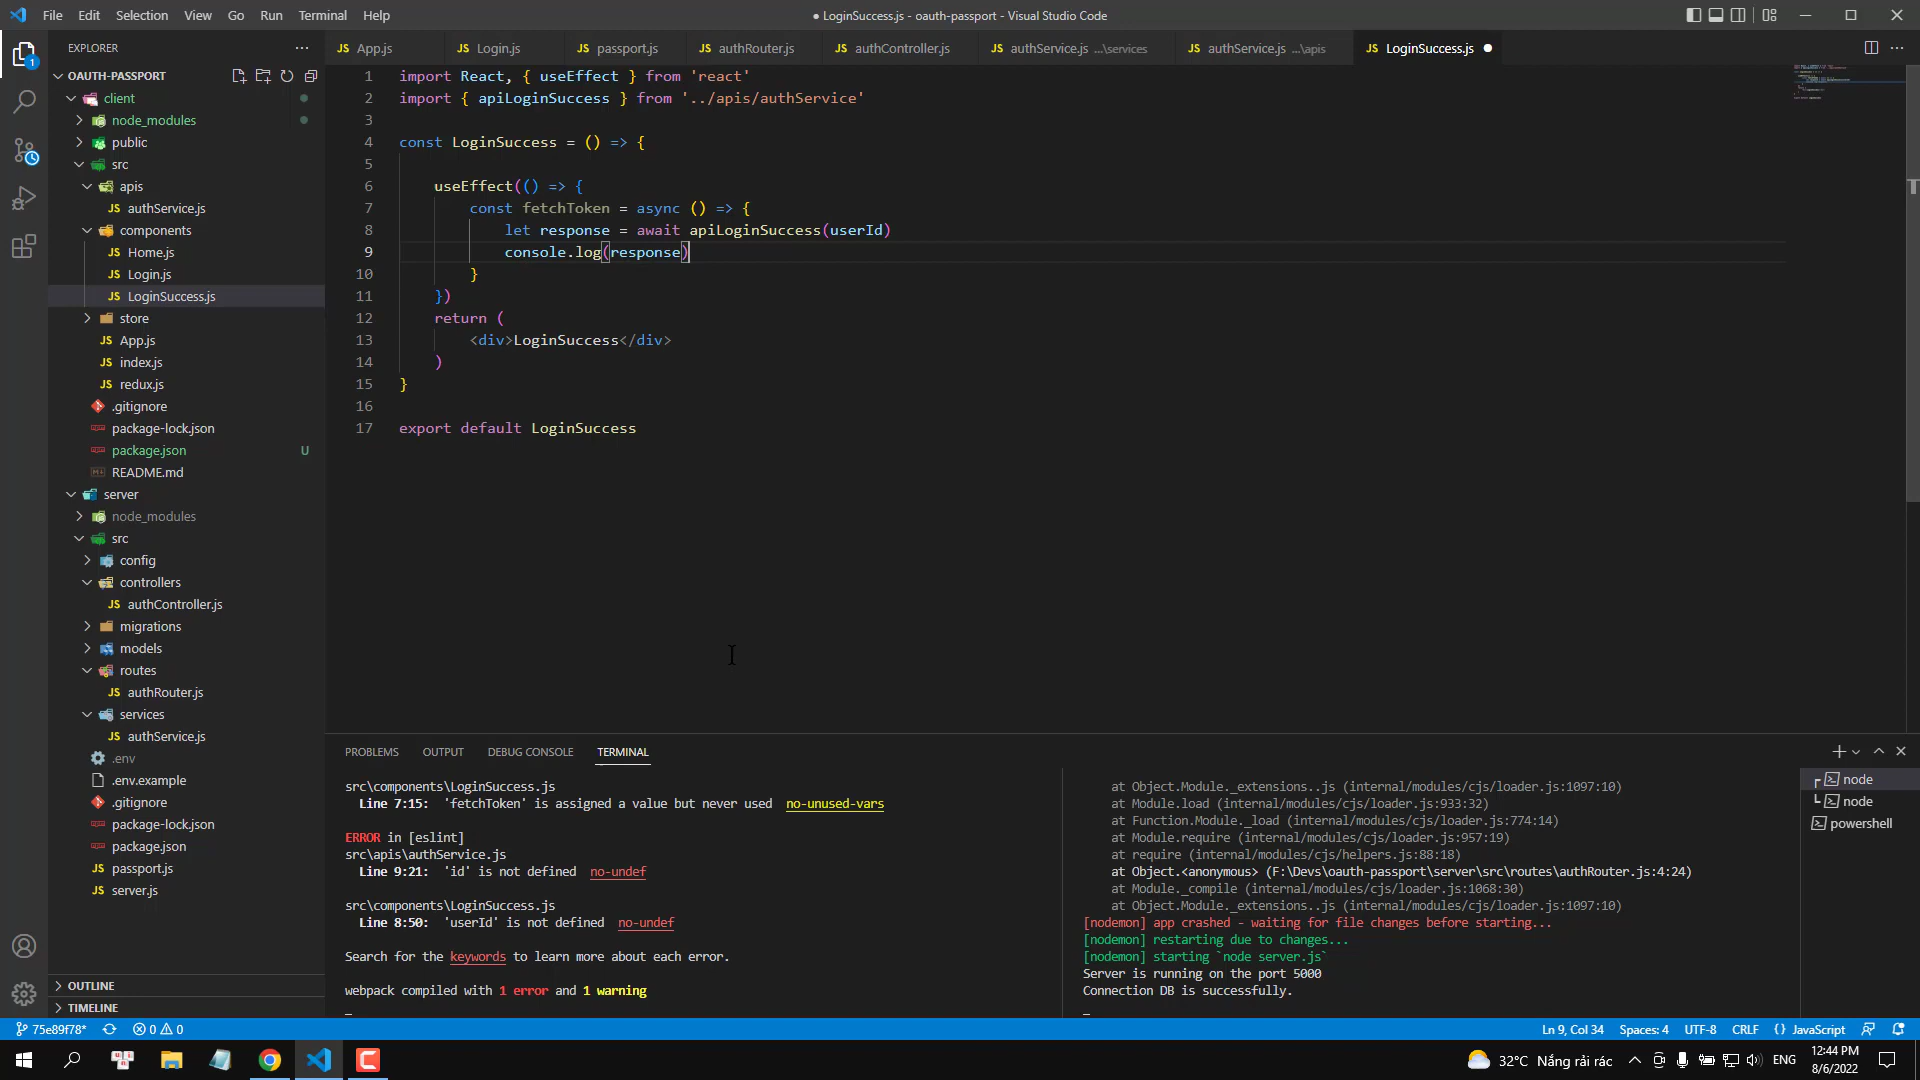 File Edit Selection View Go Run Terminal Help
● LoginSuccess.js - oauth-passport - Visual Studio Code
EXPLORER
OAUTH-PASSPORT
client
node_modules
public
src
apis
JS authService.js
components
JS Home.js
JS Login.js
JS LoginSuccess.js
store
JS App.js
JS index.js
JS redux.js
.gitignore
package-lock.json
package.json U
README.md
server
node_modules
src
config
controllers
JS authController.js
migrations
models
routes
JS authRouter.js
services
JS authService.js
.env
.env.example
.gitignore
package-lock.json
package.json
JS passport.js
JS server.js
OUTLINE
TIMELINE
JS App.js JS Login.js JS passport.js JS authRouter.js JS authController.js JS authService.js ...\services JS authService.js ...\apis JS LoginSuccess.js ●
1 import React, { useEffect } from 'react'
2 import { apiLoginSuccess } from '../apis/authService'
3
4 const LoginSuccess = () => {
5
6 useEffect(() => {
7 const fetchToken = async () => {
8 let response = await apiLoginSuccess(userId)
9 console.log(response)
10 }
11 })
12 return (
13 <div>LoginSuccess</div>
14 )
15 }
16
17 export default LoginSuccess
PROBLEMS OUTPUT DEBUG CONSOLE TERMINAL
src\components\LoginSuccess.js
Line 7:15: 'fetchToken' is assigned a value but never used no-unused-vars
ERROR in [eslint]
src\apis\authService.js
Line 9:21: 'id' is not defined no-undef
src\components\LoginSuccess.js
Line 8:50: 'userId' is not defined no-undef
Search for the keywords to learn more about each error.
webpack compiled with 1 error and 1 warning
at Object.Module._extensions..js (internal/modules/cjs/loader.js:1097:10)
at Module.load (internal/modules/cjs/loader.js:933:32)
at Function.Module._load (internal/modules/cjs/loader.js:774:14)
at Module.require (internal/modules/cjs/loader.js:957:19)
at require (internal/modules/cjs/helpers.js:88:18)
at Object.<anonymous> (F:\Devs\oauth-passport\server\src\routes\authRouter.js:4:24)
at Module._compile (internal/modules/cjs/loader.js:1068:30)
at Object.Module._extensions..js (internal/modules/cjs/loader.js:1097:10)
[nodemon] app crashed - waiting for file changes before starting...
[nodemon] restarting due to changes...
[nodemon] starting `node server.js`
Server is running on the port 5000
Connection DB is successfully.
node
node
powershell
75e89f78* 0 0
Ln 9, Col 34 Spaces: 4 UTF-8 CRLF {} JavaScript
32°C Nắng rải rác ENG
12:44 PM
8/6/2022
1